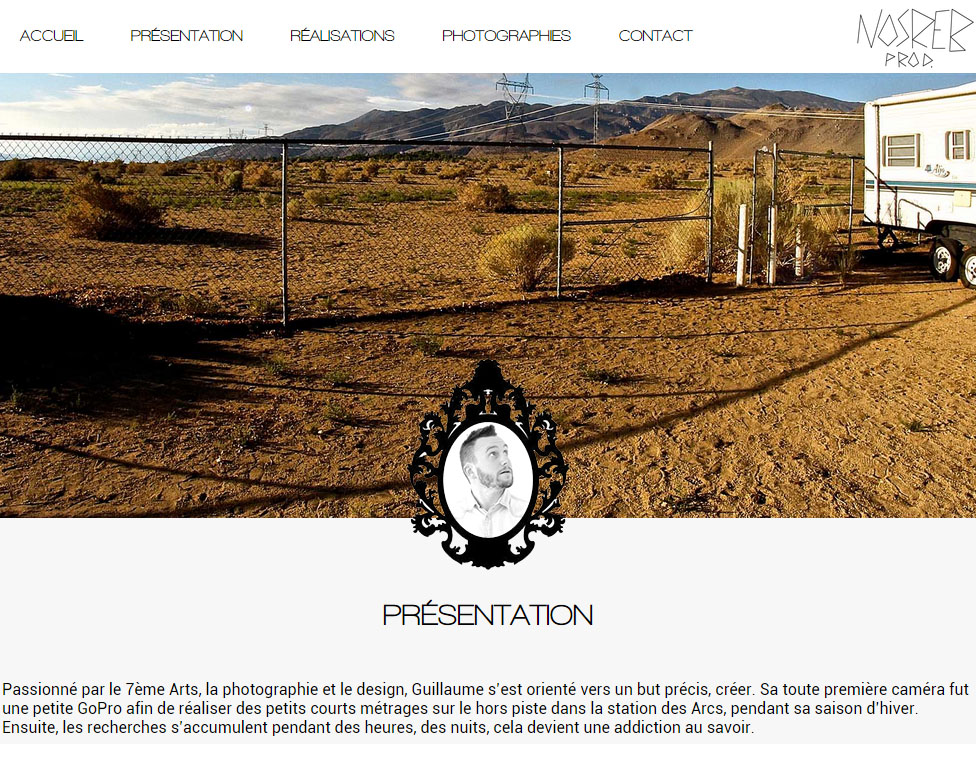 ACCUEIL PRÉSENTATION RÉALISATIONS PHOTOGRAPHIES CONTACT
NOSREB
PROD.
PRÉSENTATION
Passionné par le 7ème Arts, la photographie et le design, Guillaume s'est orienté vers un but précis, créer. Sa toute première caméra fut
une petite GoPro afin de réaliser des petits courts métrages sur le hors piste dans la station des Arcs, pendant sa saison d'hiver.
Ensuite, les recherches s'accumulent pendant des heures, des nuits, cela devient une addiction au savoir.